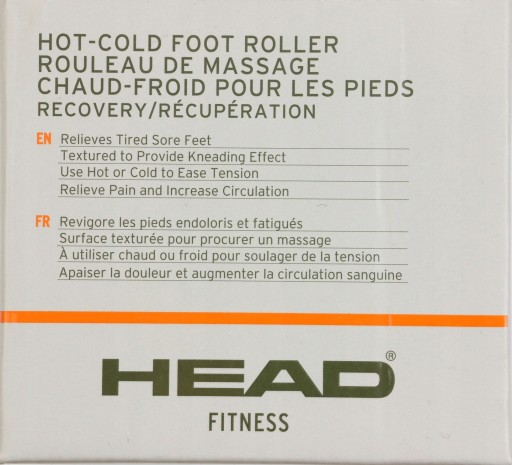 HOT-COLD FOOT ROLLER
ROULEAU DE MASSAGE
CHAUD-FROID POUR LES PIEDS
RECOVERY/RÉCUPÉRATION
EN Relieves Tired Sore Feet
Textured to Provide Kneading Effect
Use Hot or Cold to Ease Tension
Relieve Pain and Increase Circulation
FR Revigore les pieds endoloris et fatigués
Surface texturée pour procurer un massage
À utiliser chaud ou froid pour soulager de la tension
Apaiser la douleur et augmenter la circulation sanguine
HEAD®
FITNESS